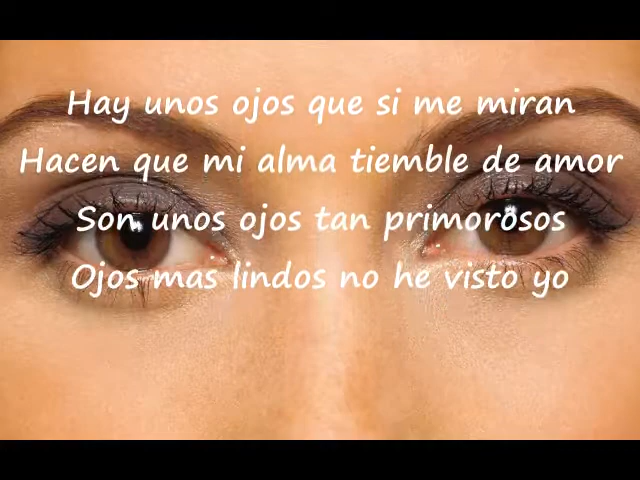 Hay unos ojos que si me miran
Hacen que mi alma tiemble de amor
Son unos ojos tan primorosos
Ojos mas lindos no he visto yo